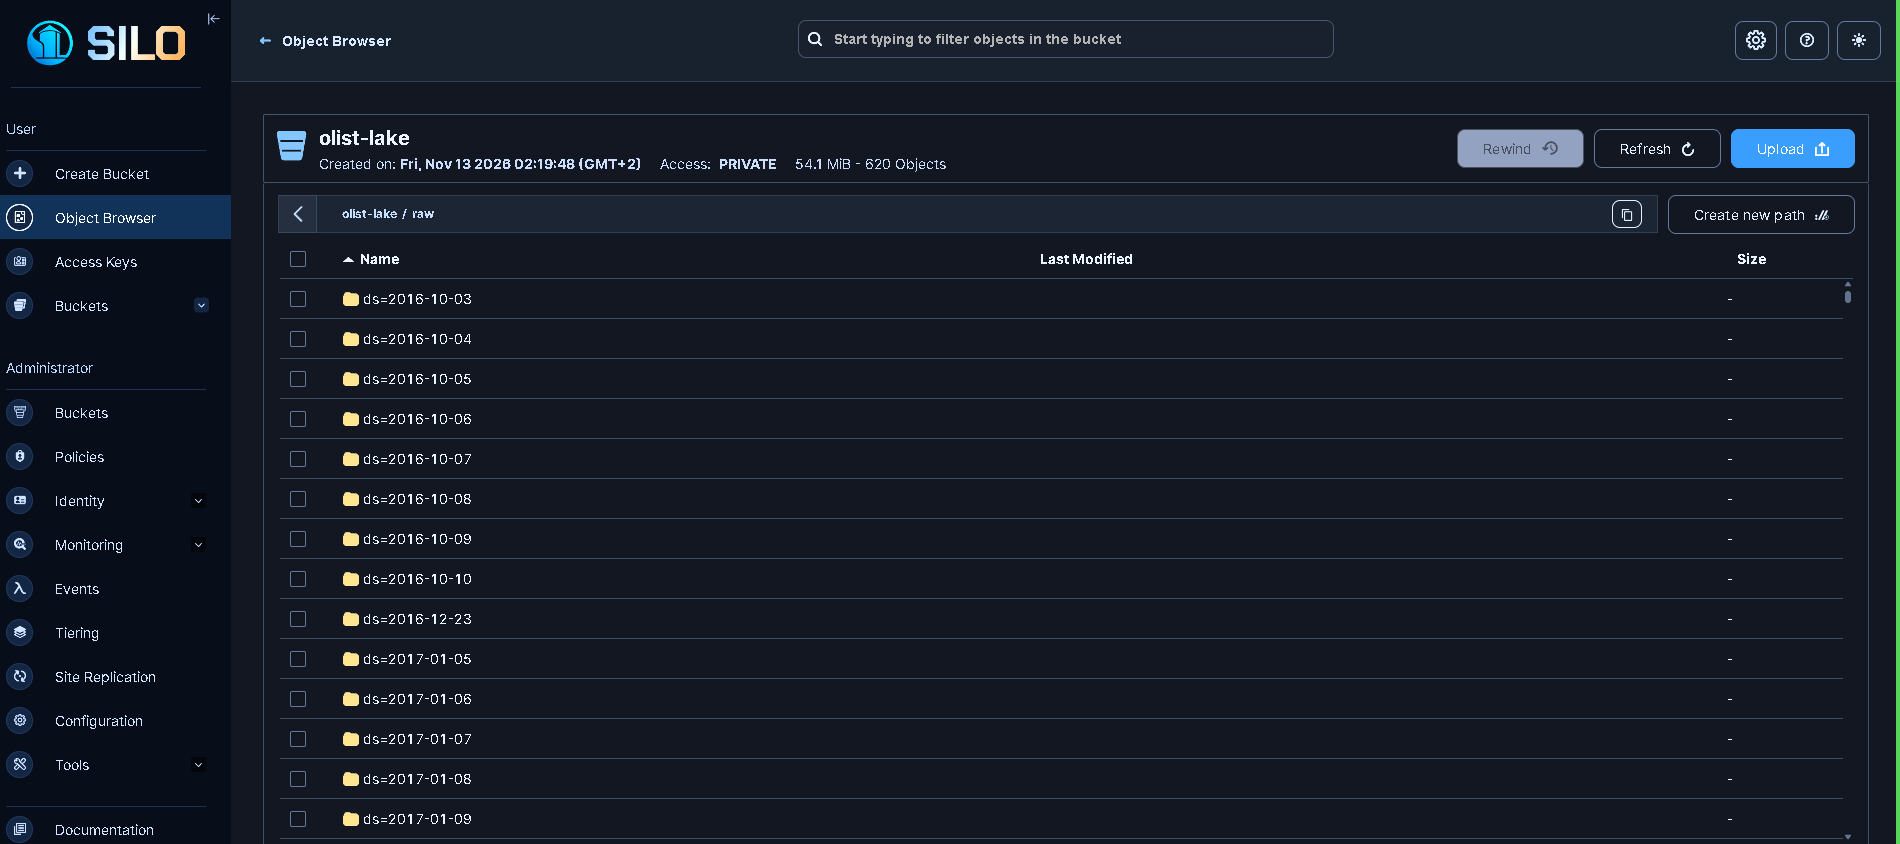 SILO
Object Browser
Start typing to filter objects in the bucket
User
Create Bucket
Object Browser
Access Keys
Buckets
Administrator
Buckets
Policies
Identity
Monitoring
Events
Tiering
Site Replication
Configuration
Tools
Documentation
olist-lake
Created on: Fri, Nov 13 2026 02:19:48 (GMT+2) Access: PRIVATE 54.1 MiB - 620 Objects
Rewind
Refresh
Upload
olist-lake / raw
Create new path
Name Last Modified Size
ds=2016-10-03 -
ds=2016-10-04 -
ds=2016-10-05 -
ds=2016-10-06 -
ds=2016-10-07 -
ds=2016-10-08 -
ds=2016-10-09 -
ds=2016-10-10 -
ds=2016-12-23 -
ds=2017-01-05 -
ds=2017-01-06 -
ds=2017-01-07 -
ds=2017-01-08 -
ds=2017-01-09 -